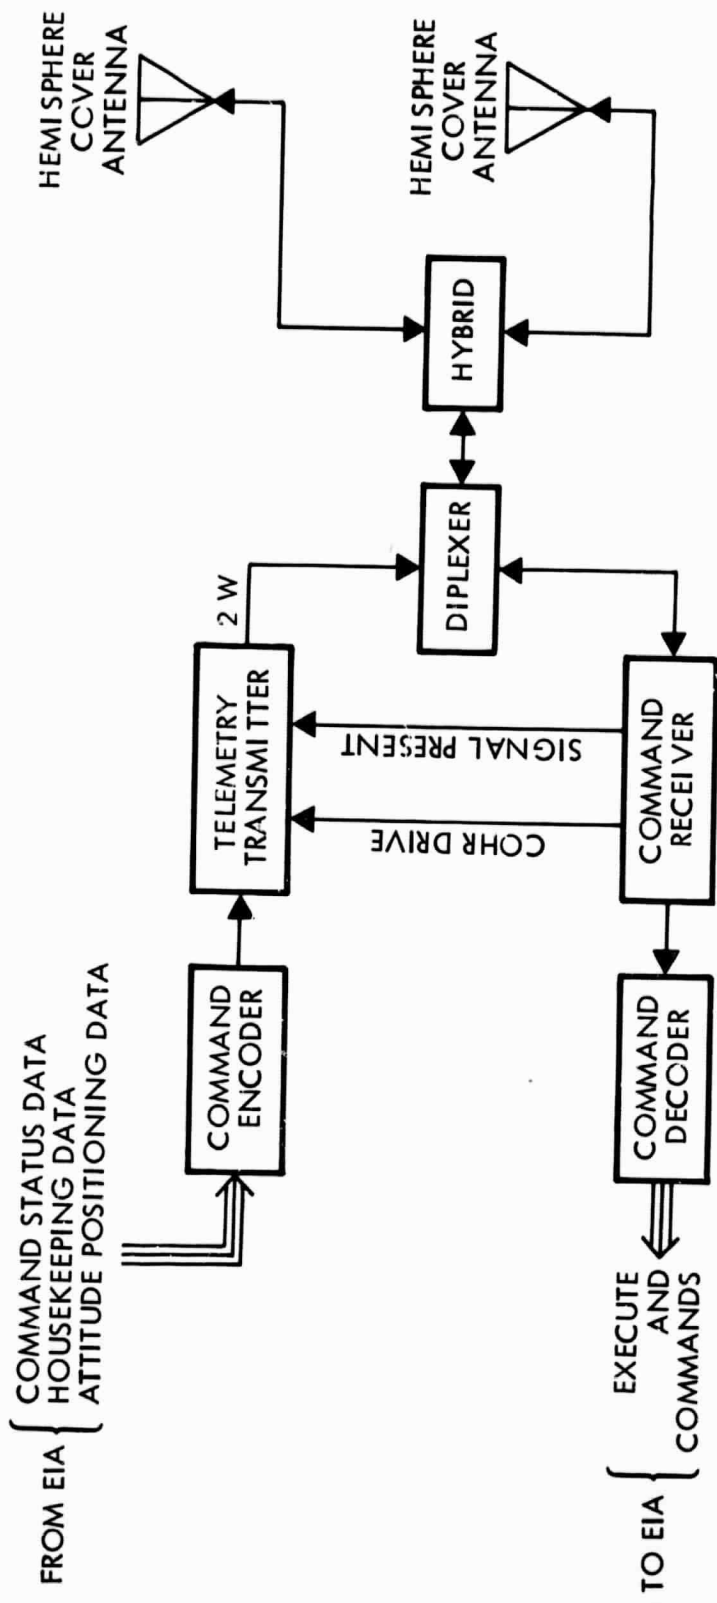 FROM EIA
COMMAND STATUS DATA
HOUSEKEEPING DATA
ATTITUDE POSITIONING DATA
COMMAND
ENCODER
TELEMETRY
TRANSMITTER
2 W
HEMI SPHERE
COVER
ANTENNA
COHR DRIVE
SIGNAL PRESENT
DIPLEXER
HYBRID
HEMI SPHERE
COVER
ANTENNA
TO EIA
EXECUTE
AND
COMMANDS
COMMAND
DECODER
COMMAND
RECEIVER